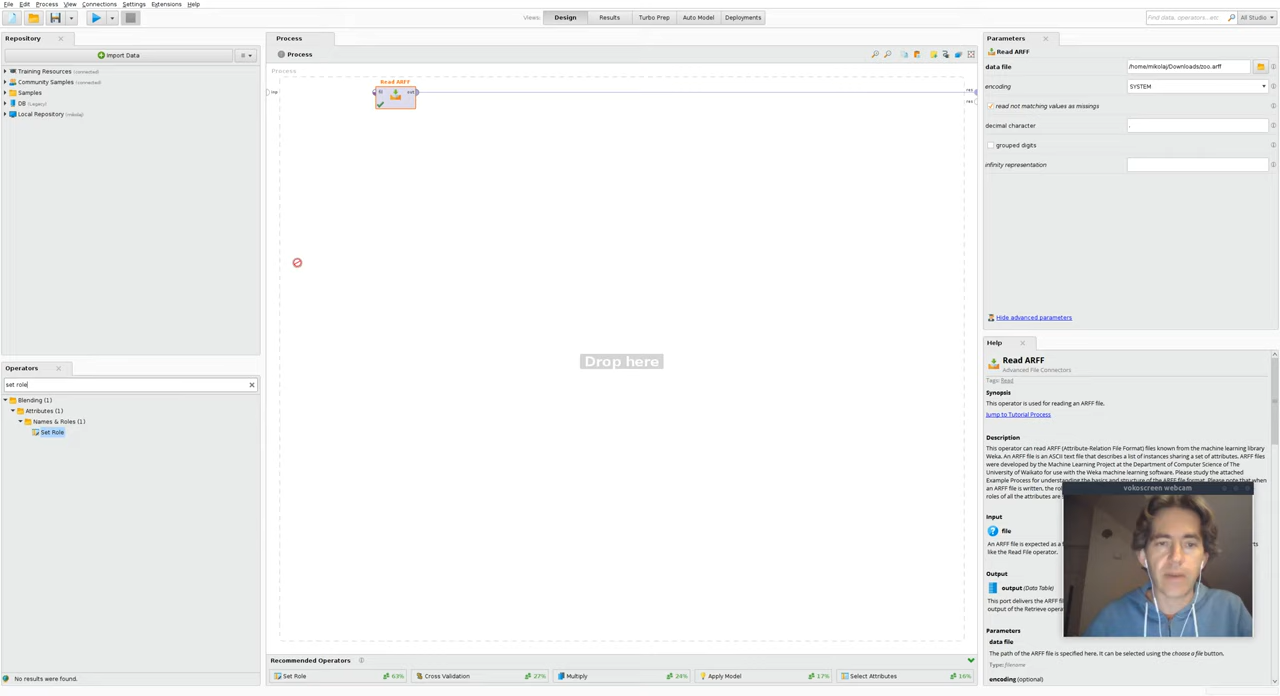 File Edit Process View Connections Settings Extensions Help
Views: Design Results Turbo Prep Auto Model Deployments
Find data, operators...etc All Studio
Repository
Import Data
Training Resources (connected)
Community Samples (connected)
Samples
DB (Legacy)
Local Repository (mikolaj)
Operators
set role
Blending (1)
Attributes (1)
Names & Roles (1)
Set Role
No results were found.
Process
Process
Process
Read ARFF
inp
fil out
res
res
Drop here
Recommended Operators
Set Role 63%
Cross Validation 27%
Multiply 24%
Apply Model 17%
Select Attributes 16%
Parameters
Read ARFF
data file /home/mikolaj/Downloads/zoo.arff
encoding SYSTEM
read not matching values as missings
decimal character .
grouped digits
infinity representation
Hide advanced parameters
Help
Read ARFF
Advanced File Connectors
Tags: Read
Synopsis
This operator is used for reading an ARFF file.
Jump to Tutorial Process
Description
This operator can read ARFF (Attribute-Relation File Format) files known from the machine learning library
Weka. An ARFF file is an ASCII text file that describes a list of instances sharing a set of attributes. ARFF files
were developed by the Machine Learning Project at the Department of Computer Science of The
University of Waikato for use with the Weka machine learning software. Please study the attached
Example Process for understanding the basics and structure of the ARFF file format. Please note that when
an ARFF file is written, the ro
roles of all the attributes are
vokoscreen webcam
Input
file
An ARFF file is expected as a f
orts
like the Read File operator.
Output
output (Data Table)
This port delivers the ARFF fil
output of the Retrieve operato
Parameters
data file
The path of the ARFF file is specified here. It can be selected using the choose a file button.
Type: filename
encoding (optional)